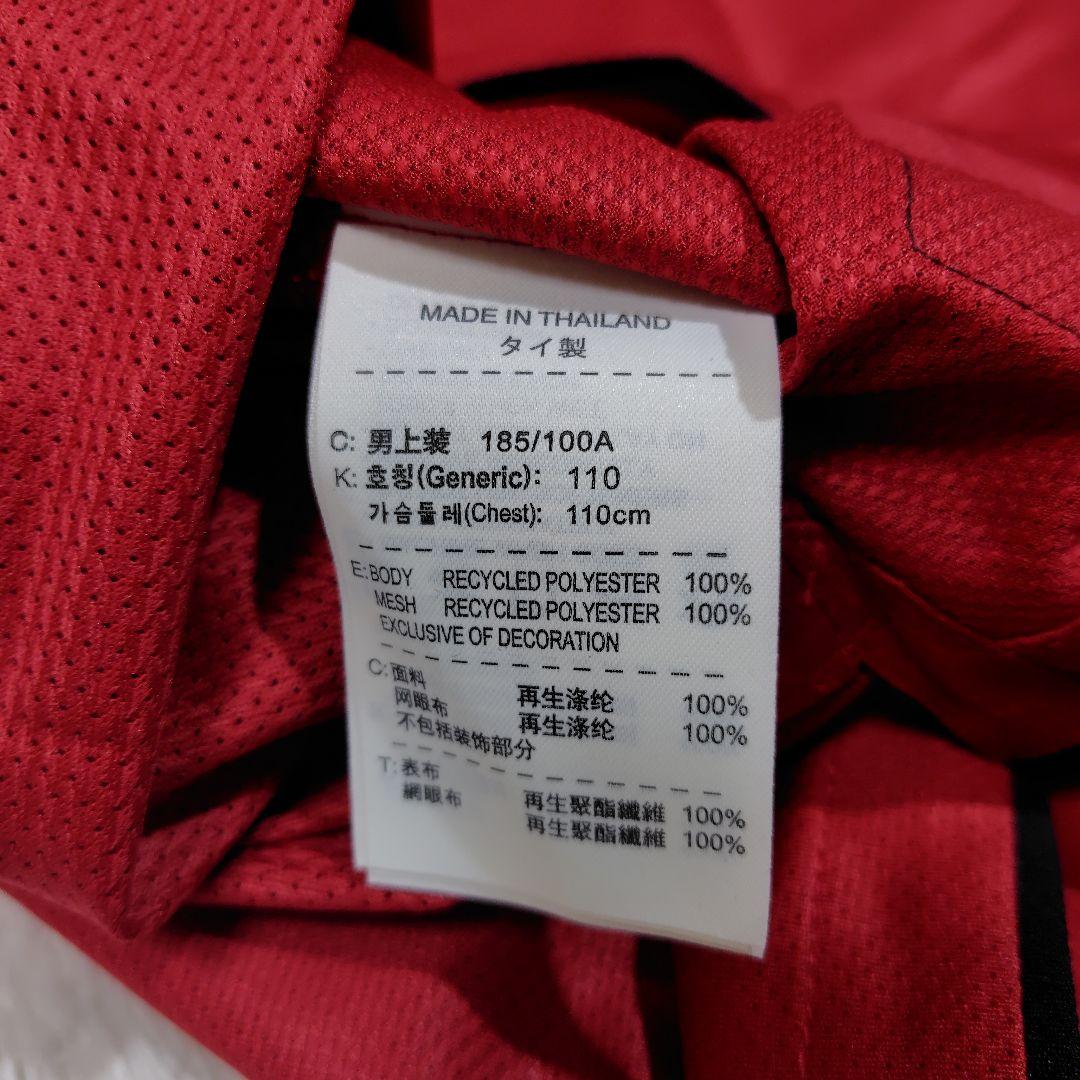 MADE IN THAILAND
タイ製
C: 男上装 185/100A
K: 호칭(Generic): 110
가슴둘레(Chest): 110cm
E: BODY RECYCLED POLYESTER 100%
MESH RECYCLED POLYESTER 100%
EXCLUSIVE OF DECORATION
C: 面料 再生涤纶 100%
网眼布 再生涤纶 100%
不包括装饰部分
T: 表布 再生聚酯纖維 100%
網眼布 再生聚酯纖維 100%